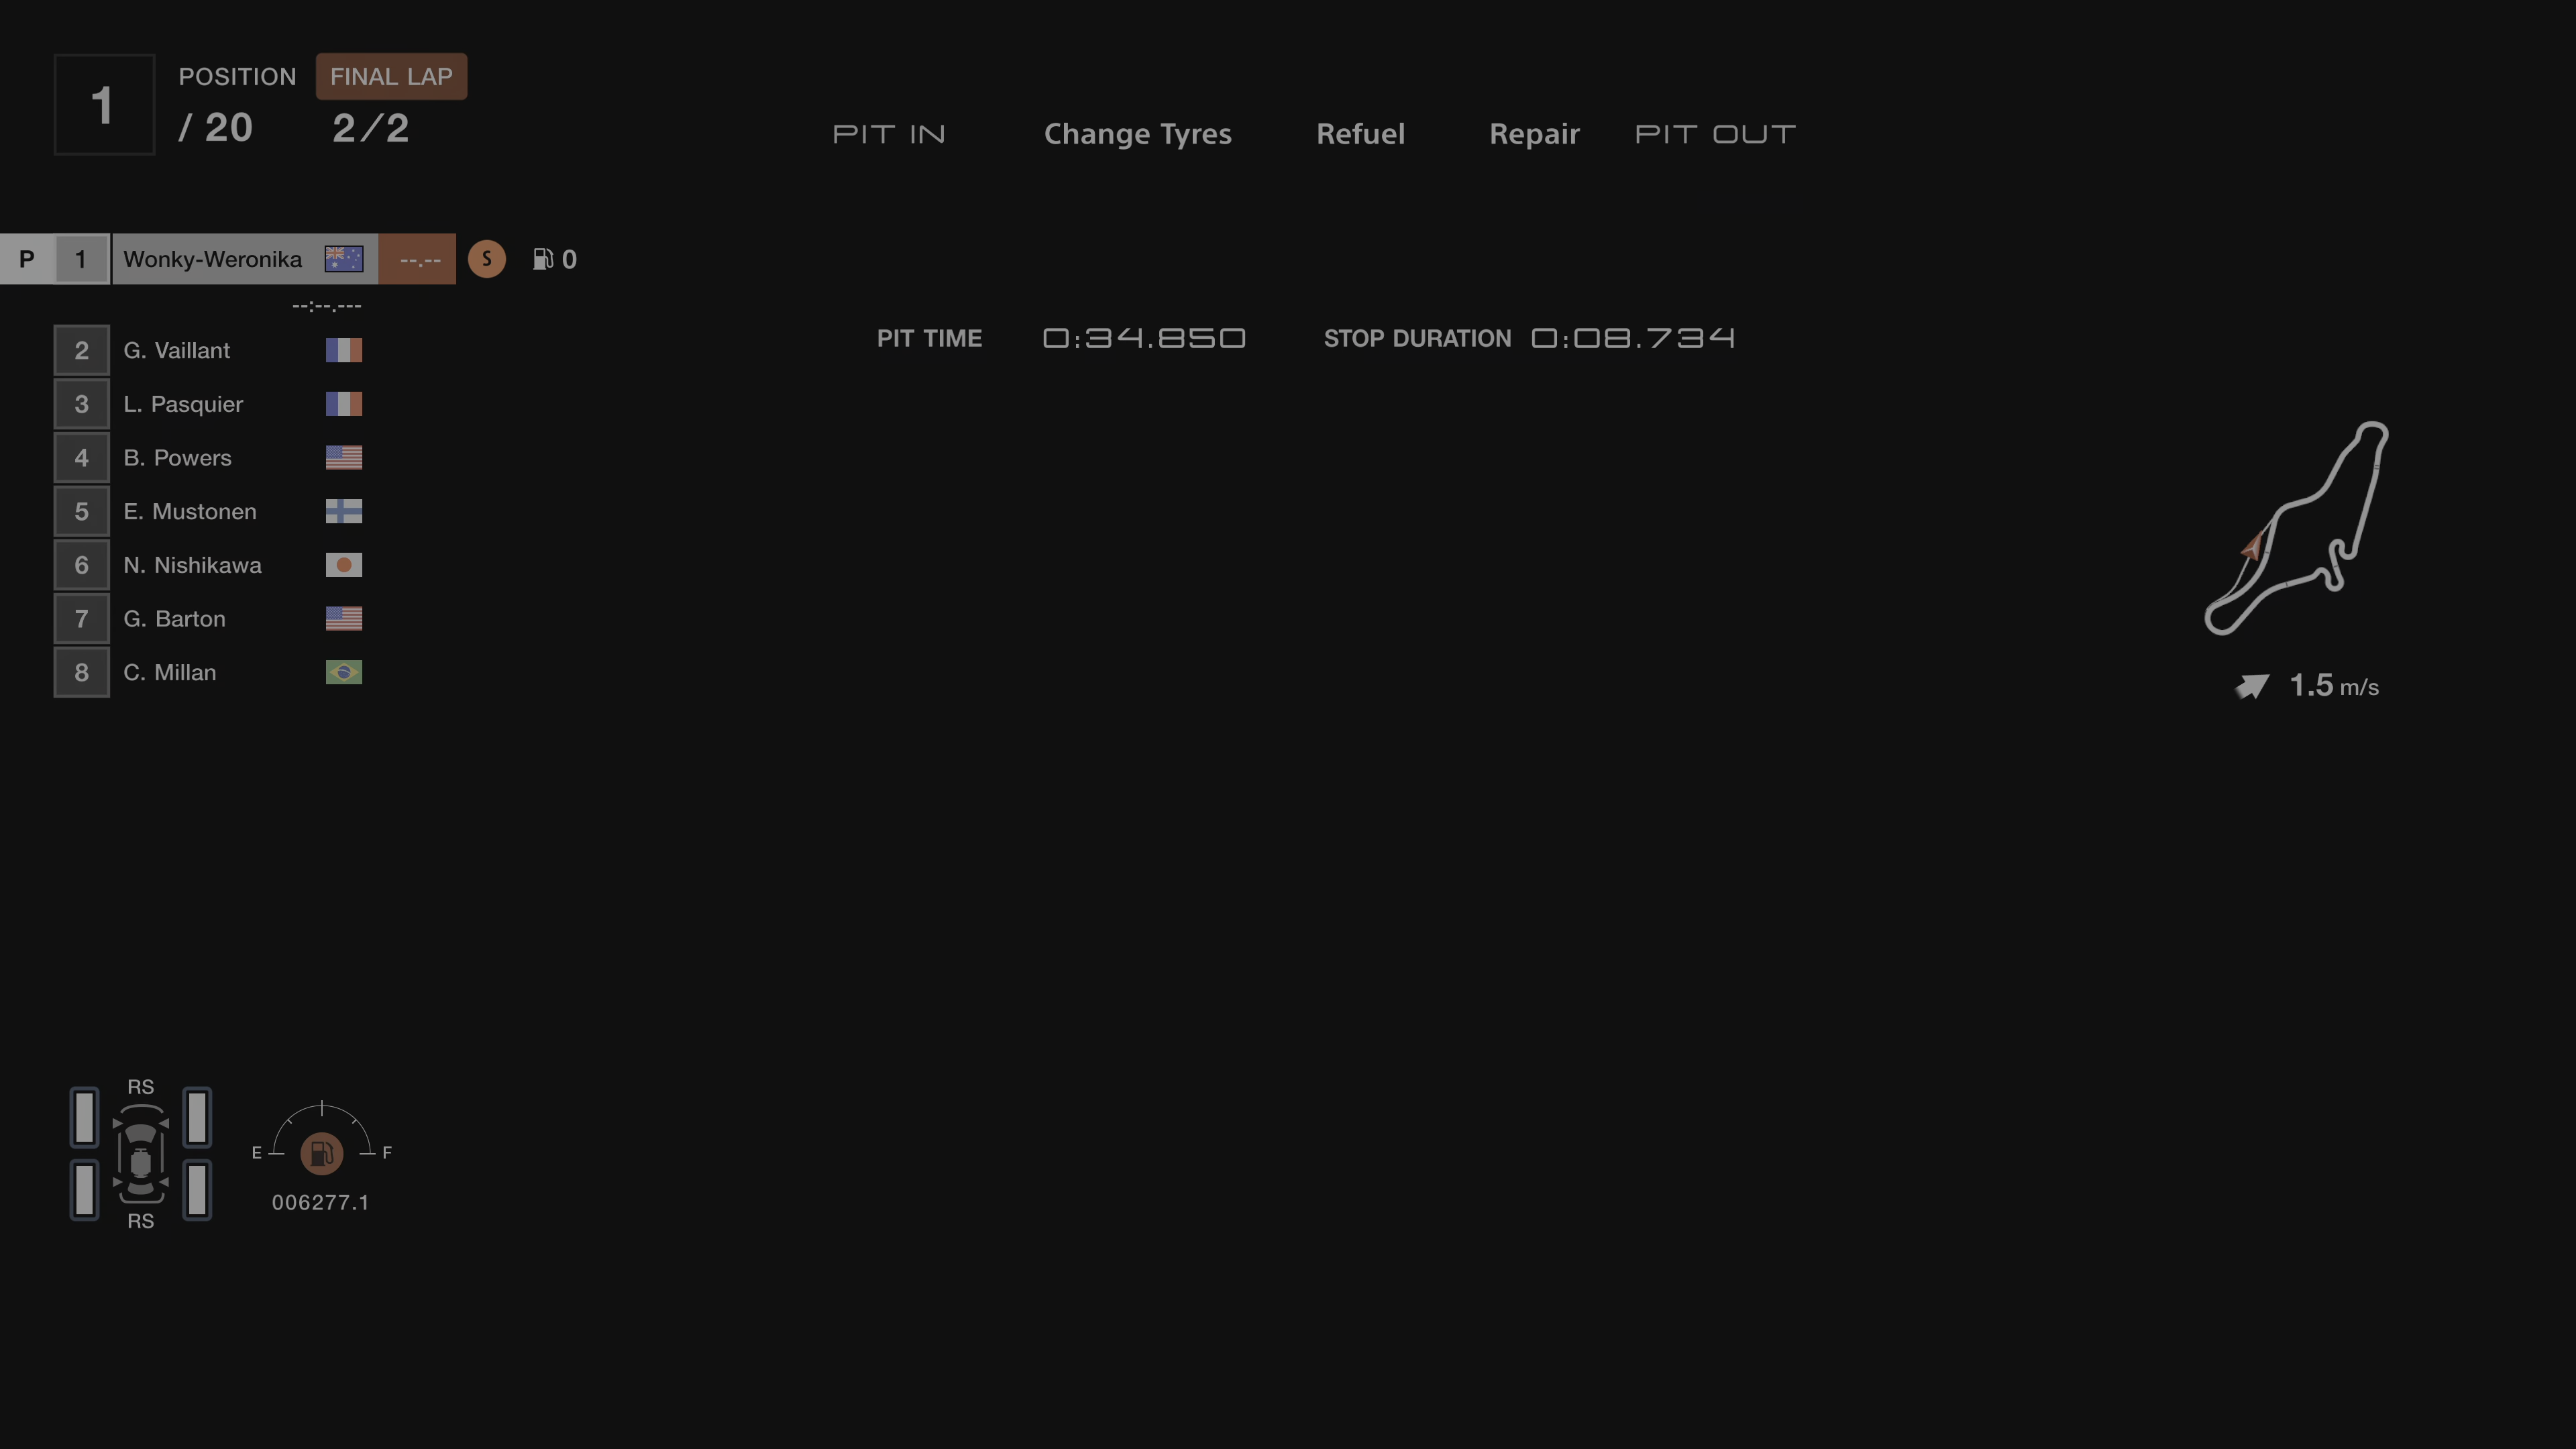 1
POSITION FINAL LAP
/ 20 2/2
PIT IN Change Tyres Refuel Repair PIT OUT
P 1 Wonky-Weronika --.-- S 0
--:--.---
2 G. Vaillant
3 L. Pasquier
4 B. Powers
5 E. Mustonen
6 N. Nishikawa
7 G. Barton
8 C. Millan
PIT TIME 0:34.850 STOP DURATION 0:08.734
1.5 m/s
RS
RS
E F
006277.1